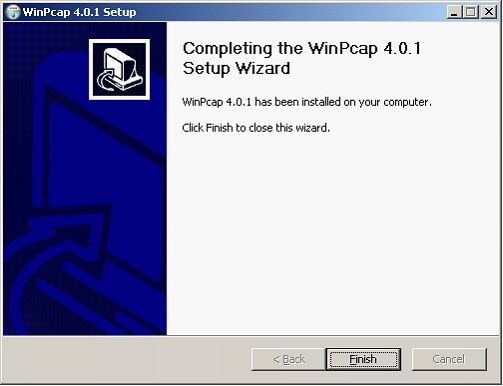 WinPcap 4.0.1 Setup
Completing the WinPcap 4.0.1
Setup Wizard
WinPcap 4.0.1 has been installed on your computer.
Click Finish to close this wizard.
< Back
Finish
Cancel